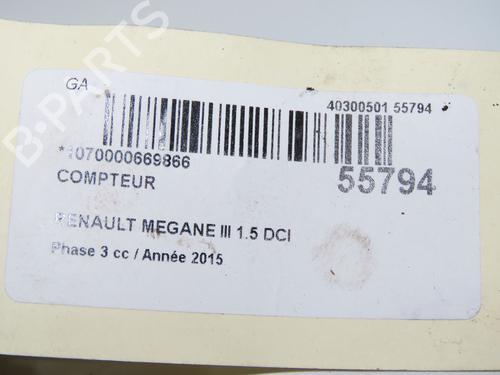 B-PARTS
GA
40300501 55794
*1070000669866
COMPTEUR
55794
RENAULT MEGANE III 1.5 DCI
Phase 3 cc / Année 2015